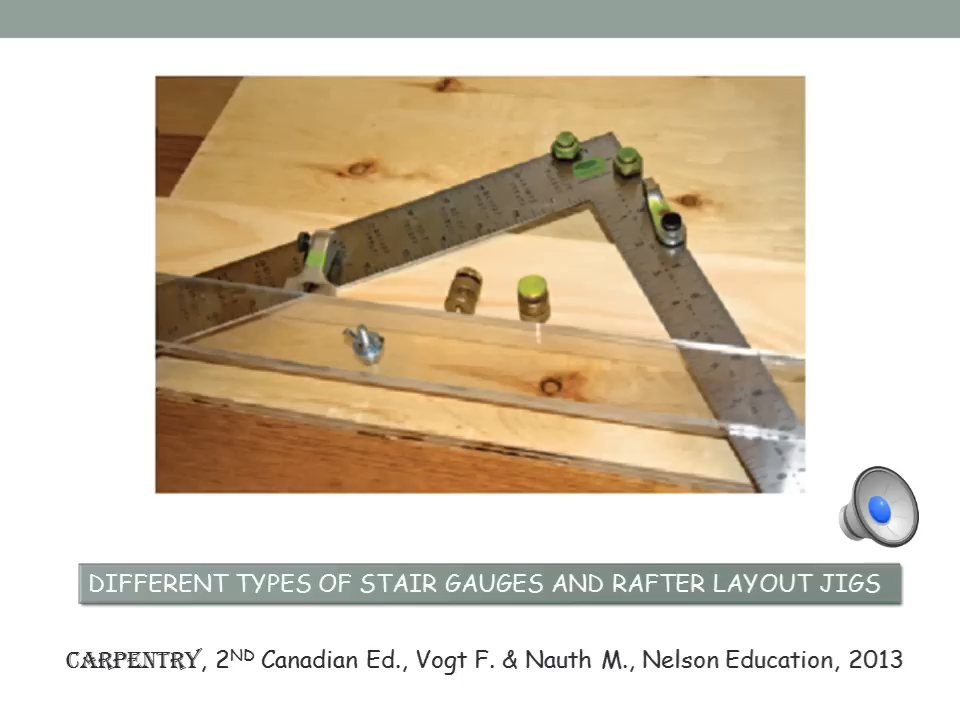 DIFFERENT TYPES OF STAIR GAUGES AND RAFTER LAYOUT JIGS
CARPENTRY, 2ND Canadian Ed., Vogt F. & Nauth M., Nelson Education, 2013